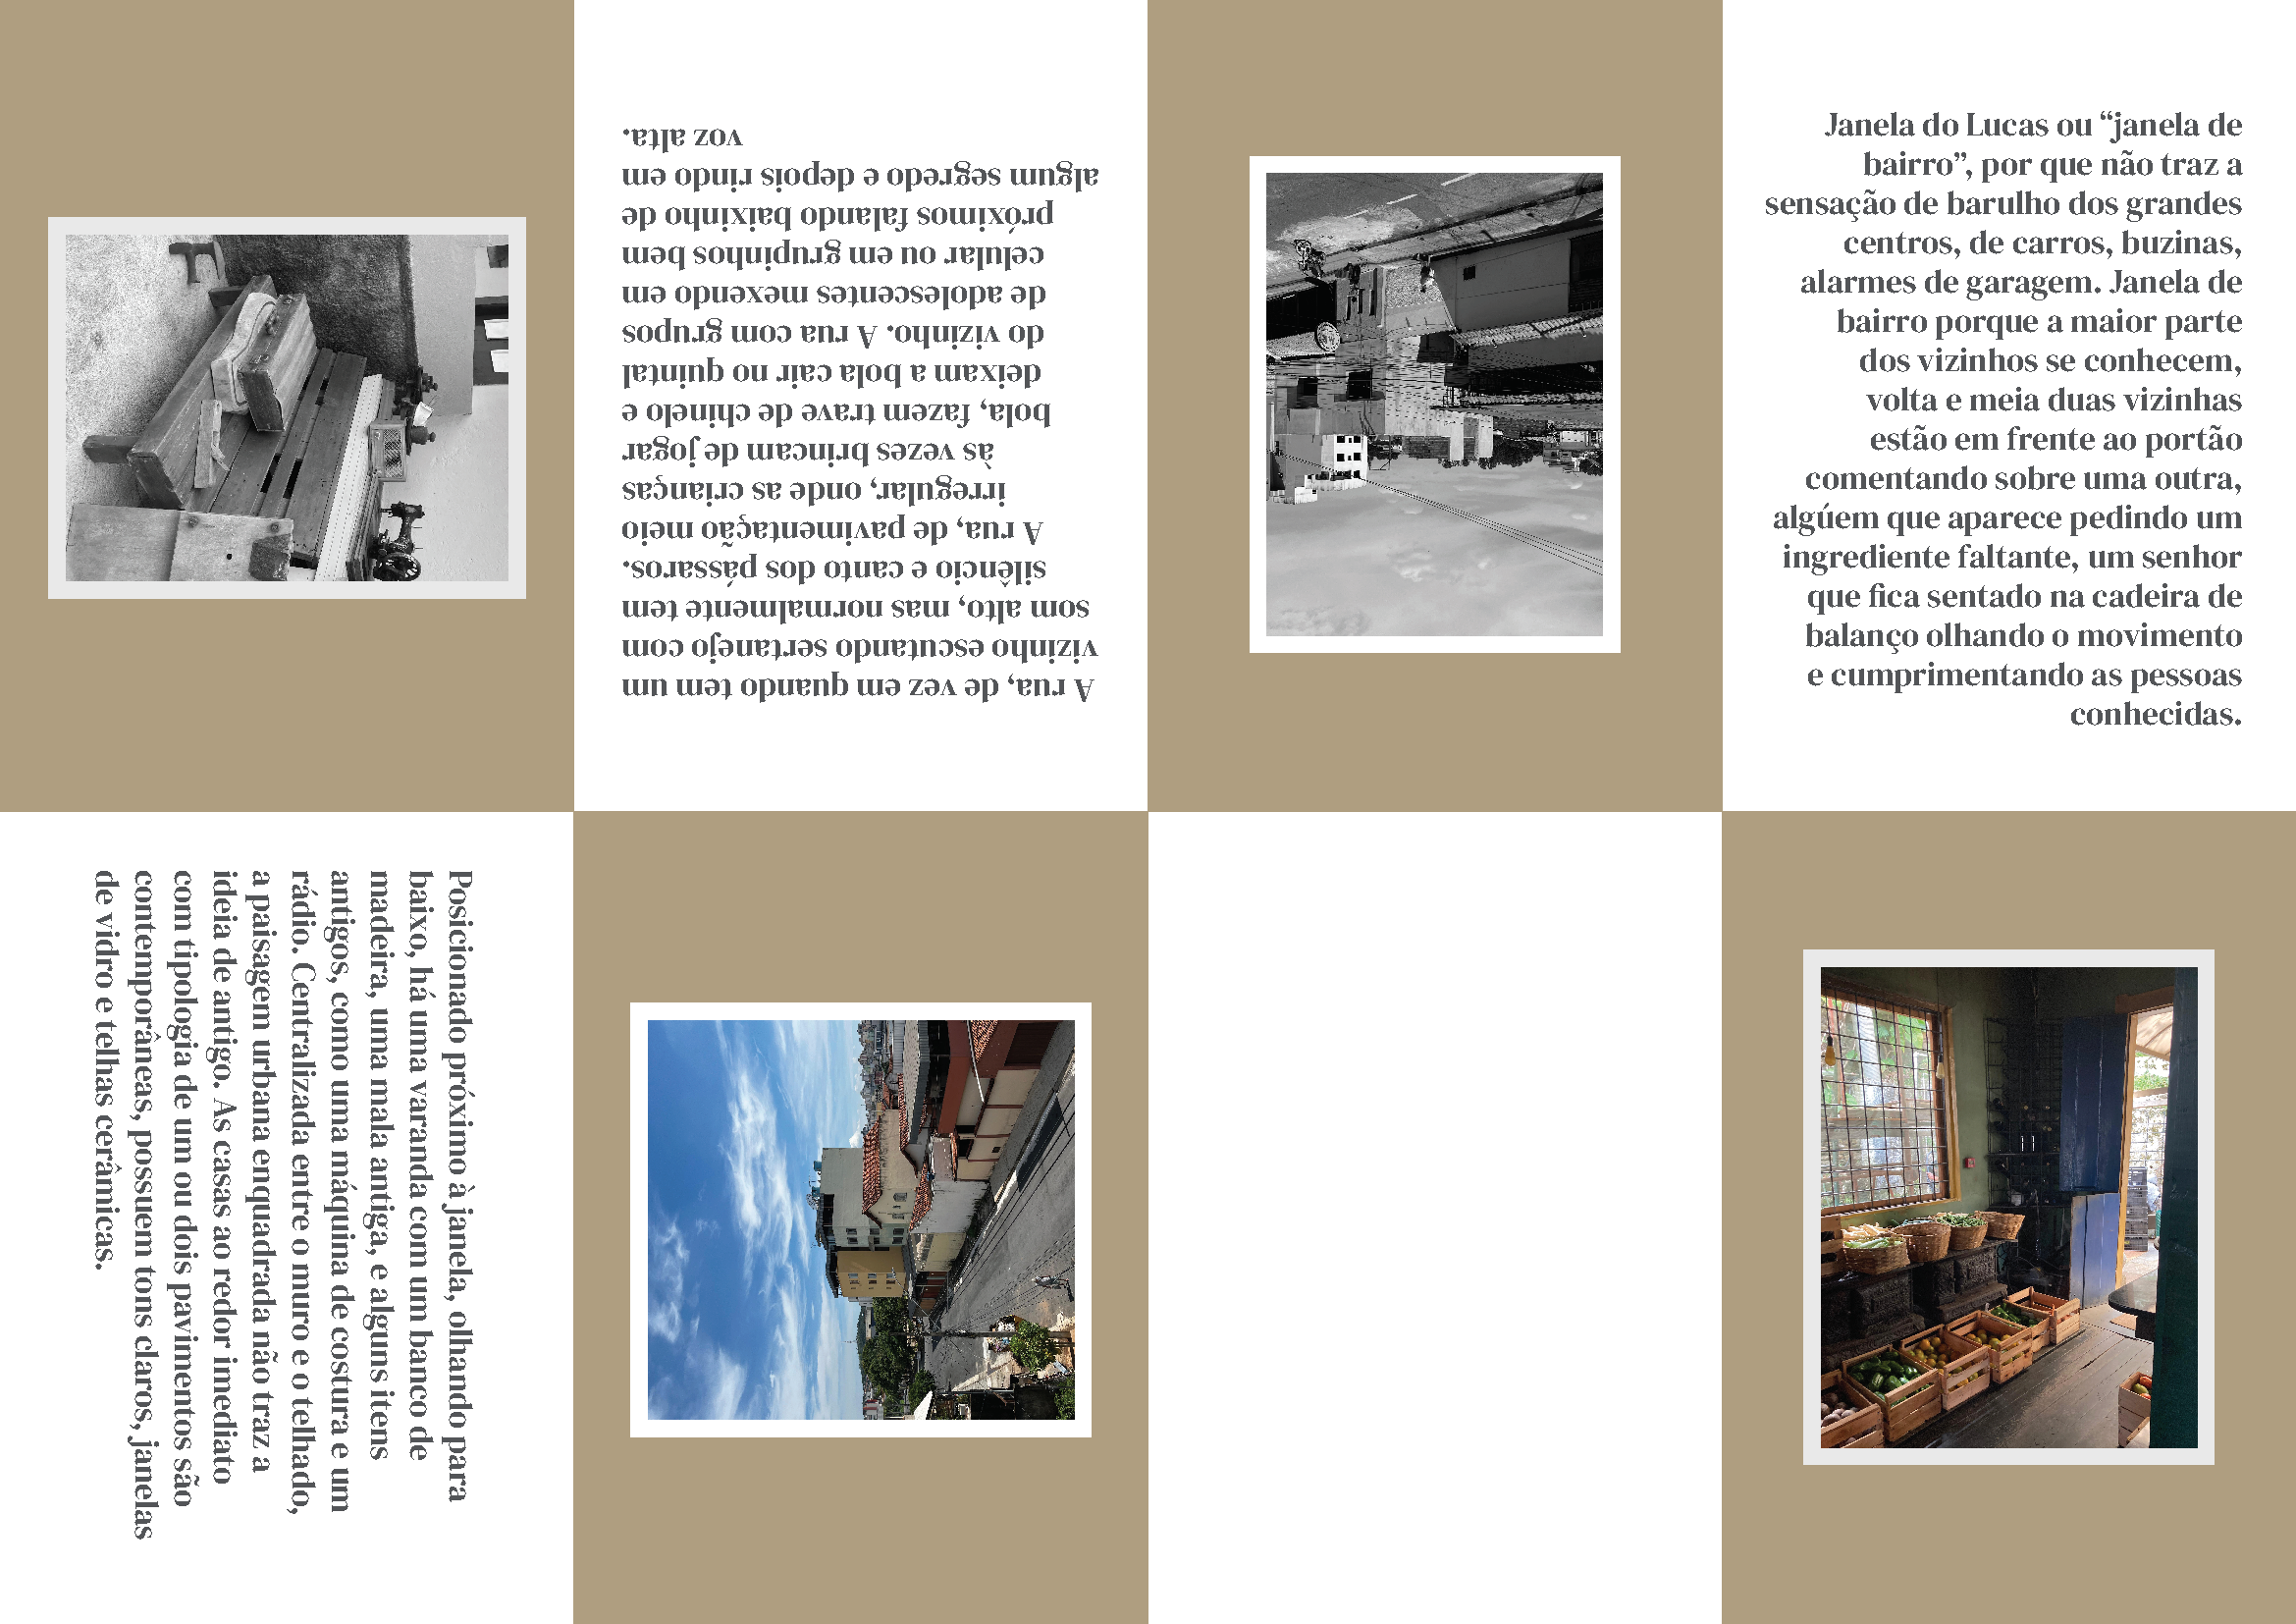 A rua, de vez em quando tem um
vizinho escutando sertanejo com
som alto, mas normalmente tem
silêncio e canto dos pássaros.
A rua, de pavimentação meio
irregular, onde as crianças
às vezes brincam de jogar
bola, fazem trave de chinelo e
deixam a bola cair no quintal
do vizinho. A rua com grupos
de adolescentes mexendo em
celular ou em grupinhos bem
próximos falando baixinho de
algum segredo e depois rindo em
voz alta.
Janela do Lucas ou “janela de
bairro”, por que não traz a
sensação de barulho dos grandes
centros, de carros, buzinas,
alarmes de garagem. Janela de
bairro porque a maior parte
dos vizinhos se conhecem,
volta e meia duas vizinhas
estão em frente ao portão
comentando sobre uma outra,
algúem que aparece pedindo um
ingrediente faltante, um senhor
que fica sentado na cadeira de
balanço olhando o movimento
e cumprimentando as pessoas
conhecidas.
Posicionado próximo à janela, olhando para
baixo, há uma varanda com um banco de
madeira, uma mala antiga, e alguns itens
antigos, como uma máquina de costura e um
rádio. Centralizada entre o muro e o telhado,
a paisagem urbana enquadrada não traz a
ideia de antigo. As casas ao redor imediato
com tipologia de um ou dois pavimentos são
contemporâneas, possuem tons claros, janelas
de vidro e telhas cerâmicas.